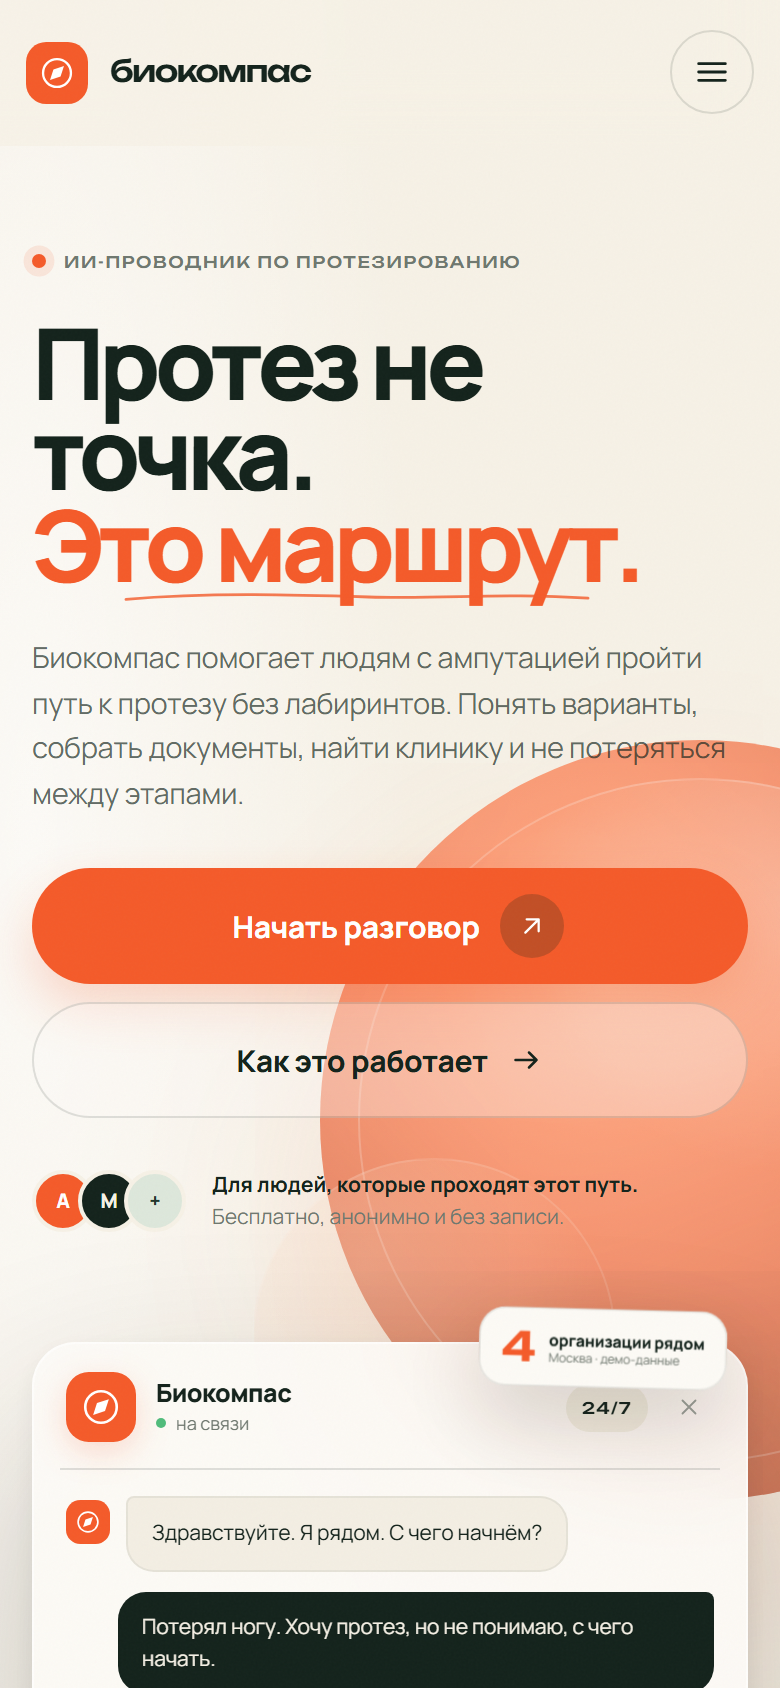 биокомпас
ИИ-ПРОВОДНИК ПО ПРОТЕЗИРОВАНИЮ
Протез не
точка.
Это маршрут.
Биокомпас помогает людям с ампутацией пройти
путь к протезу без лабиринтов. Понять варианты,
собрать документы, найти клинику и не потеряться
между этапами.
Начать разговор
Как это работает
А М +
Для людей, которые проходят этот путь.
Бесплатно, анонимно и без записи.
4 организации рядом
Москва · демо-данные
Биокомпас
на связи
24/7
Здравствуйте. Я рядом. С чего начнём?
Потерял ногу. Хочу протез, но не понимаю, с чего
начать.